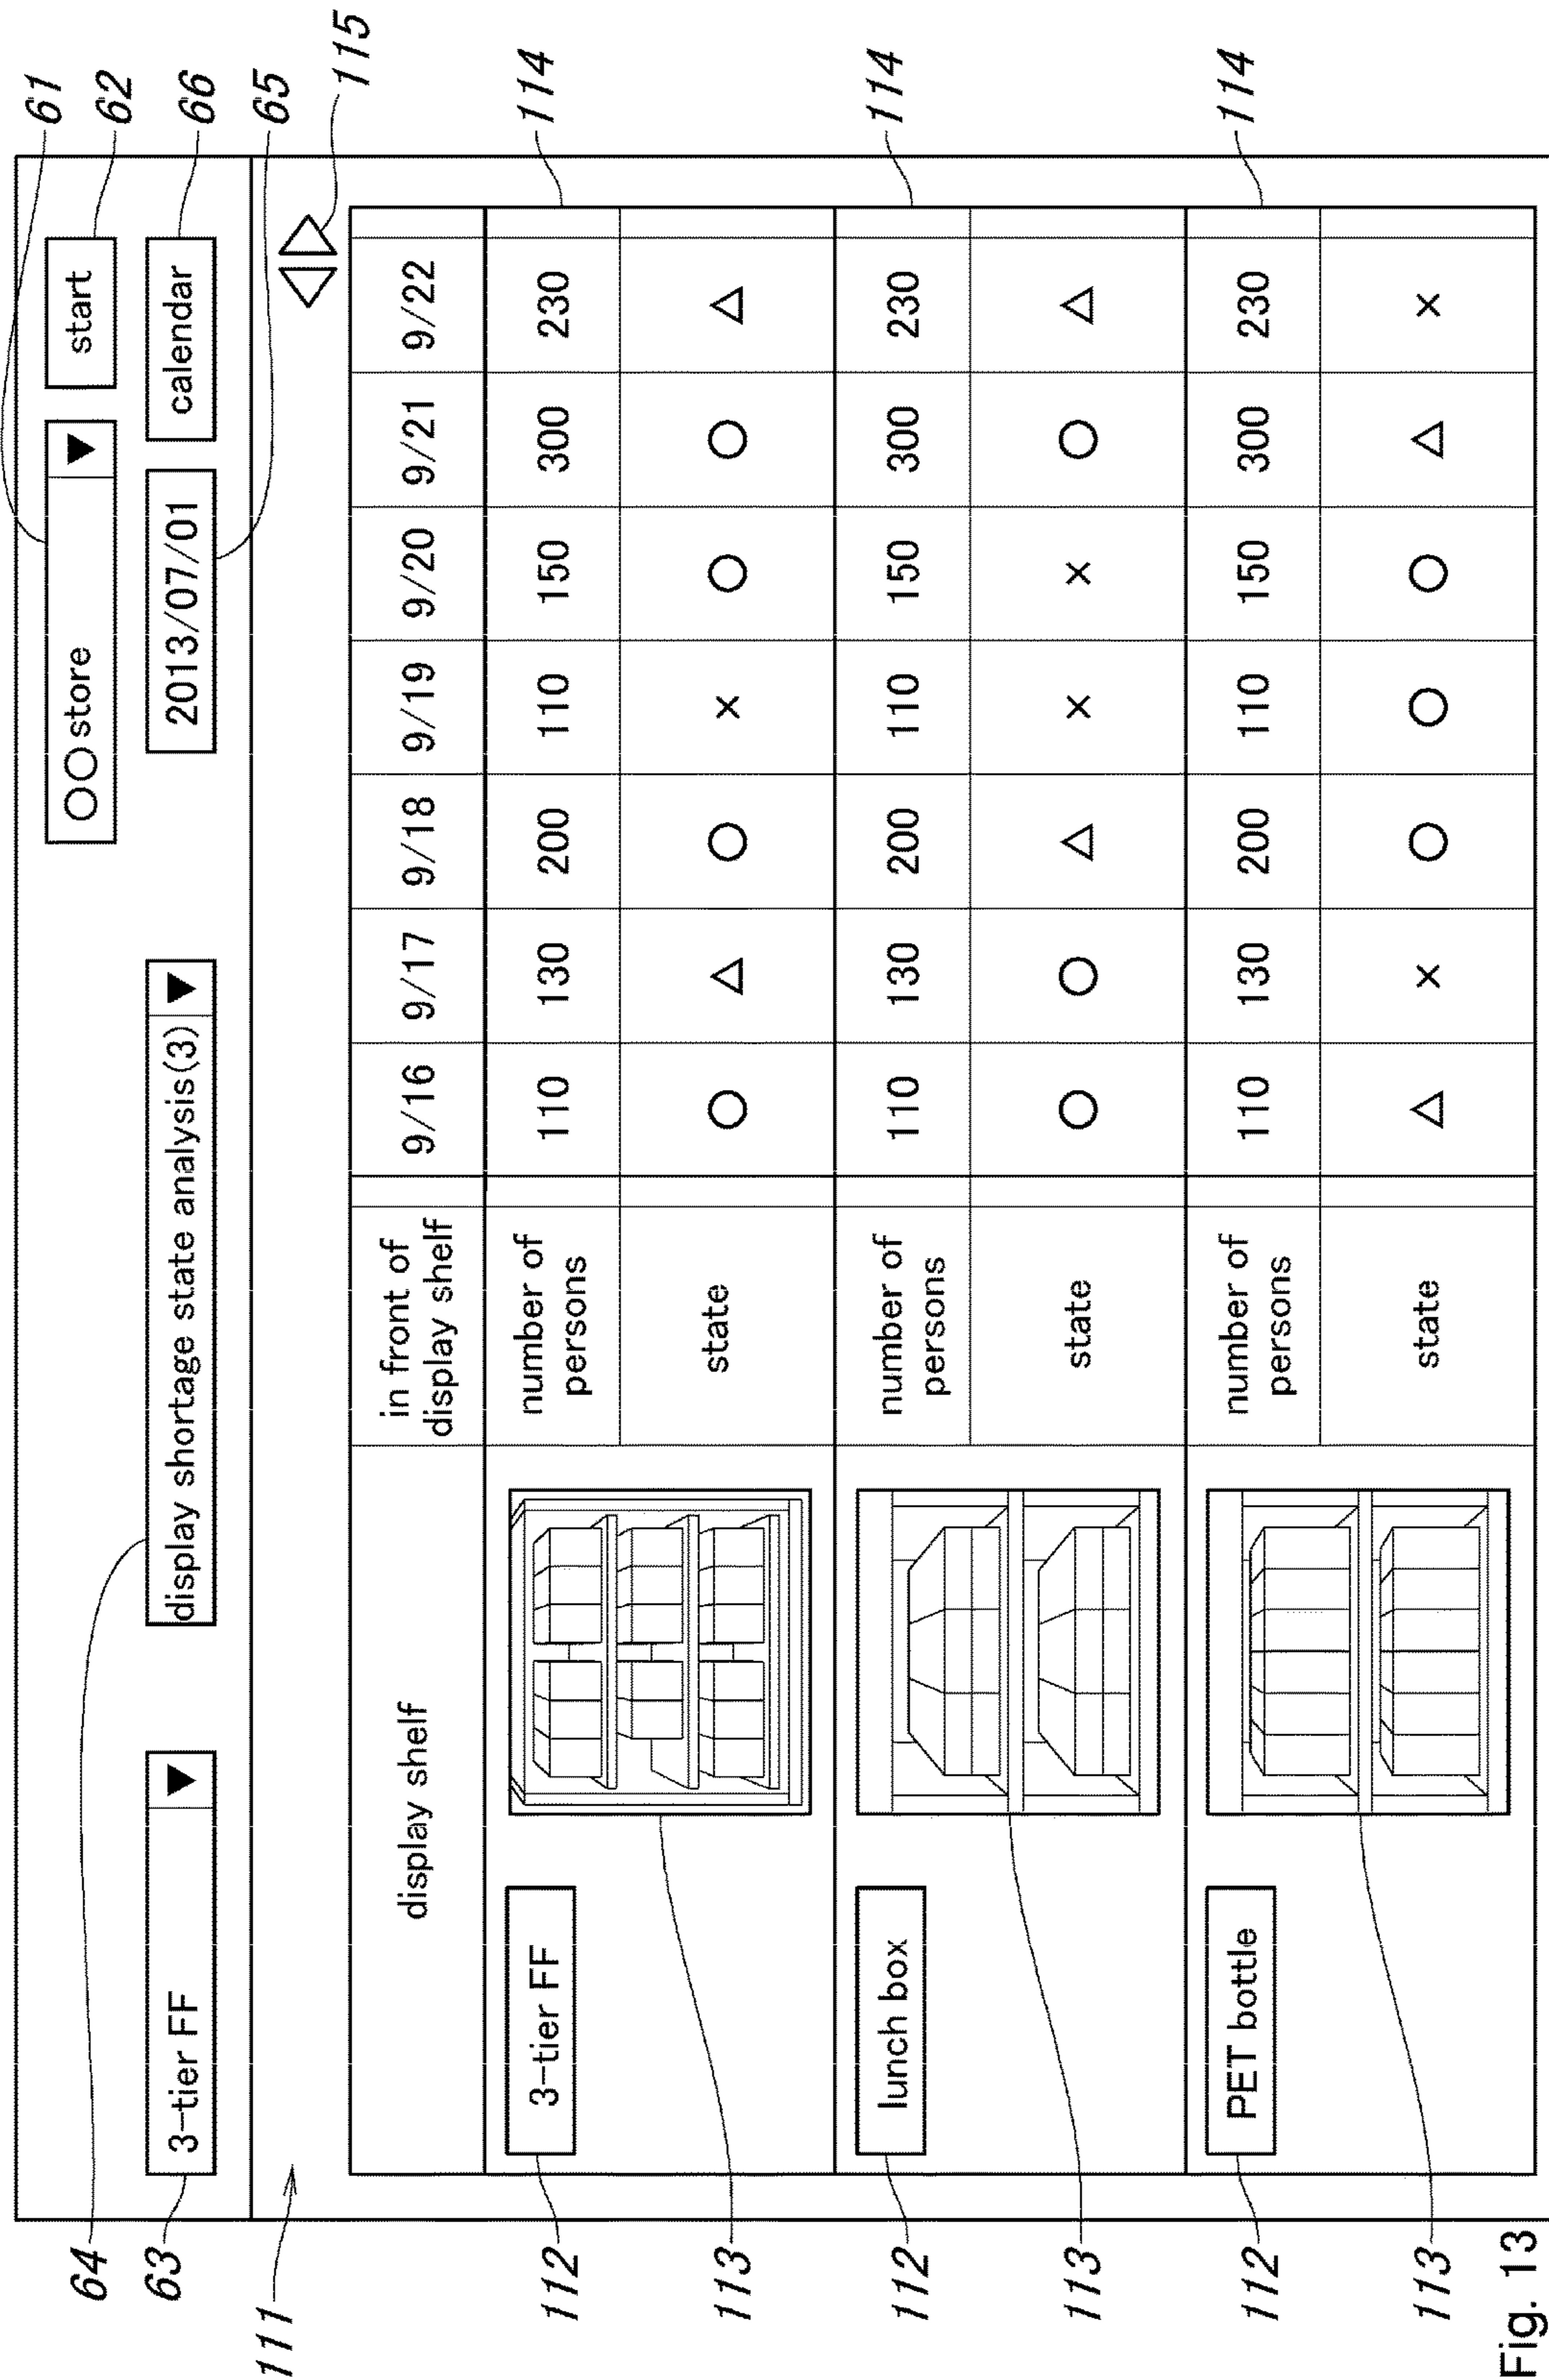 61
62
66
65
115
○○store ▼
start
3-tier FF ▼
display shortage state analysis(3) ▼
2013/07/01
calendar
64
63
111
display shelf
in front of
display shelf
9/16 9/17 9/18 9/19 9/20 9/21 9/22
3-tier FF
number of
persons
110 130 200 110 150 300 230
state
○ △ ○ × ○ ○ △
112
113
114
lunch box
number of
persons
110 130 200 110 150 300 230
state
○ ○ △ × × ○ △
112
113
114
PET bottle
number of
persons
110 130 200 110 150 300 230
state
△ × ○ ○ ○ △ ×
112
113
114
Fig. 13